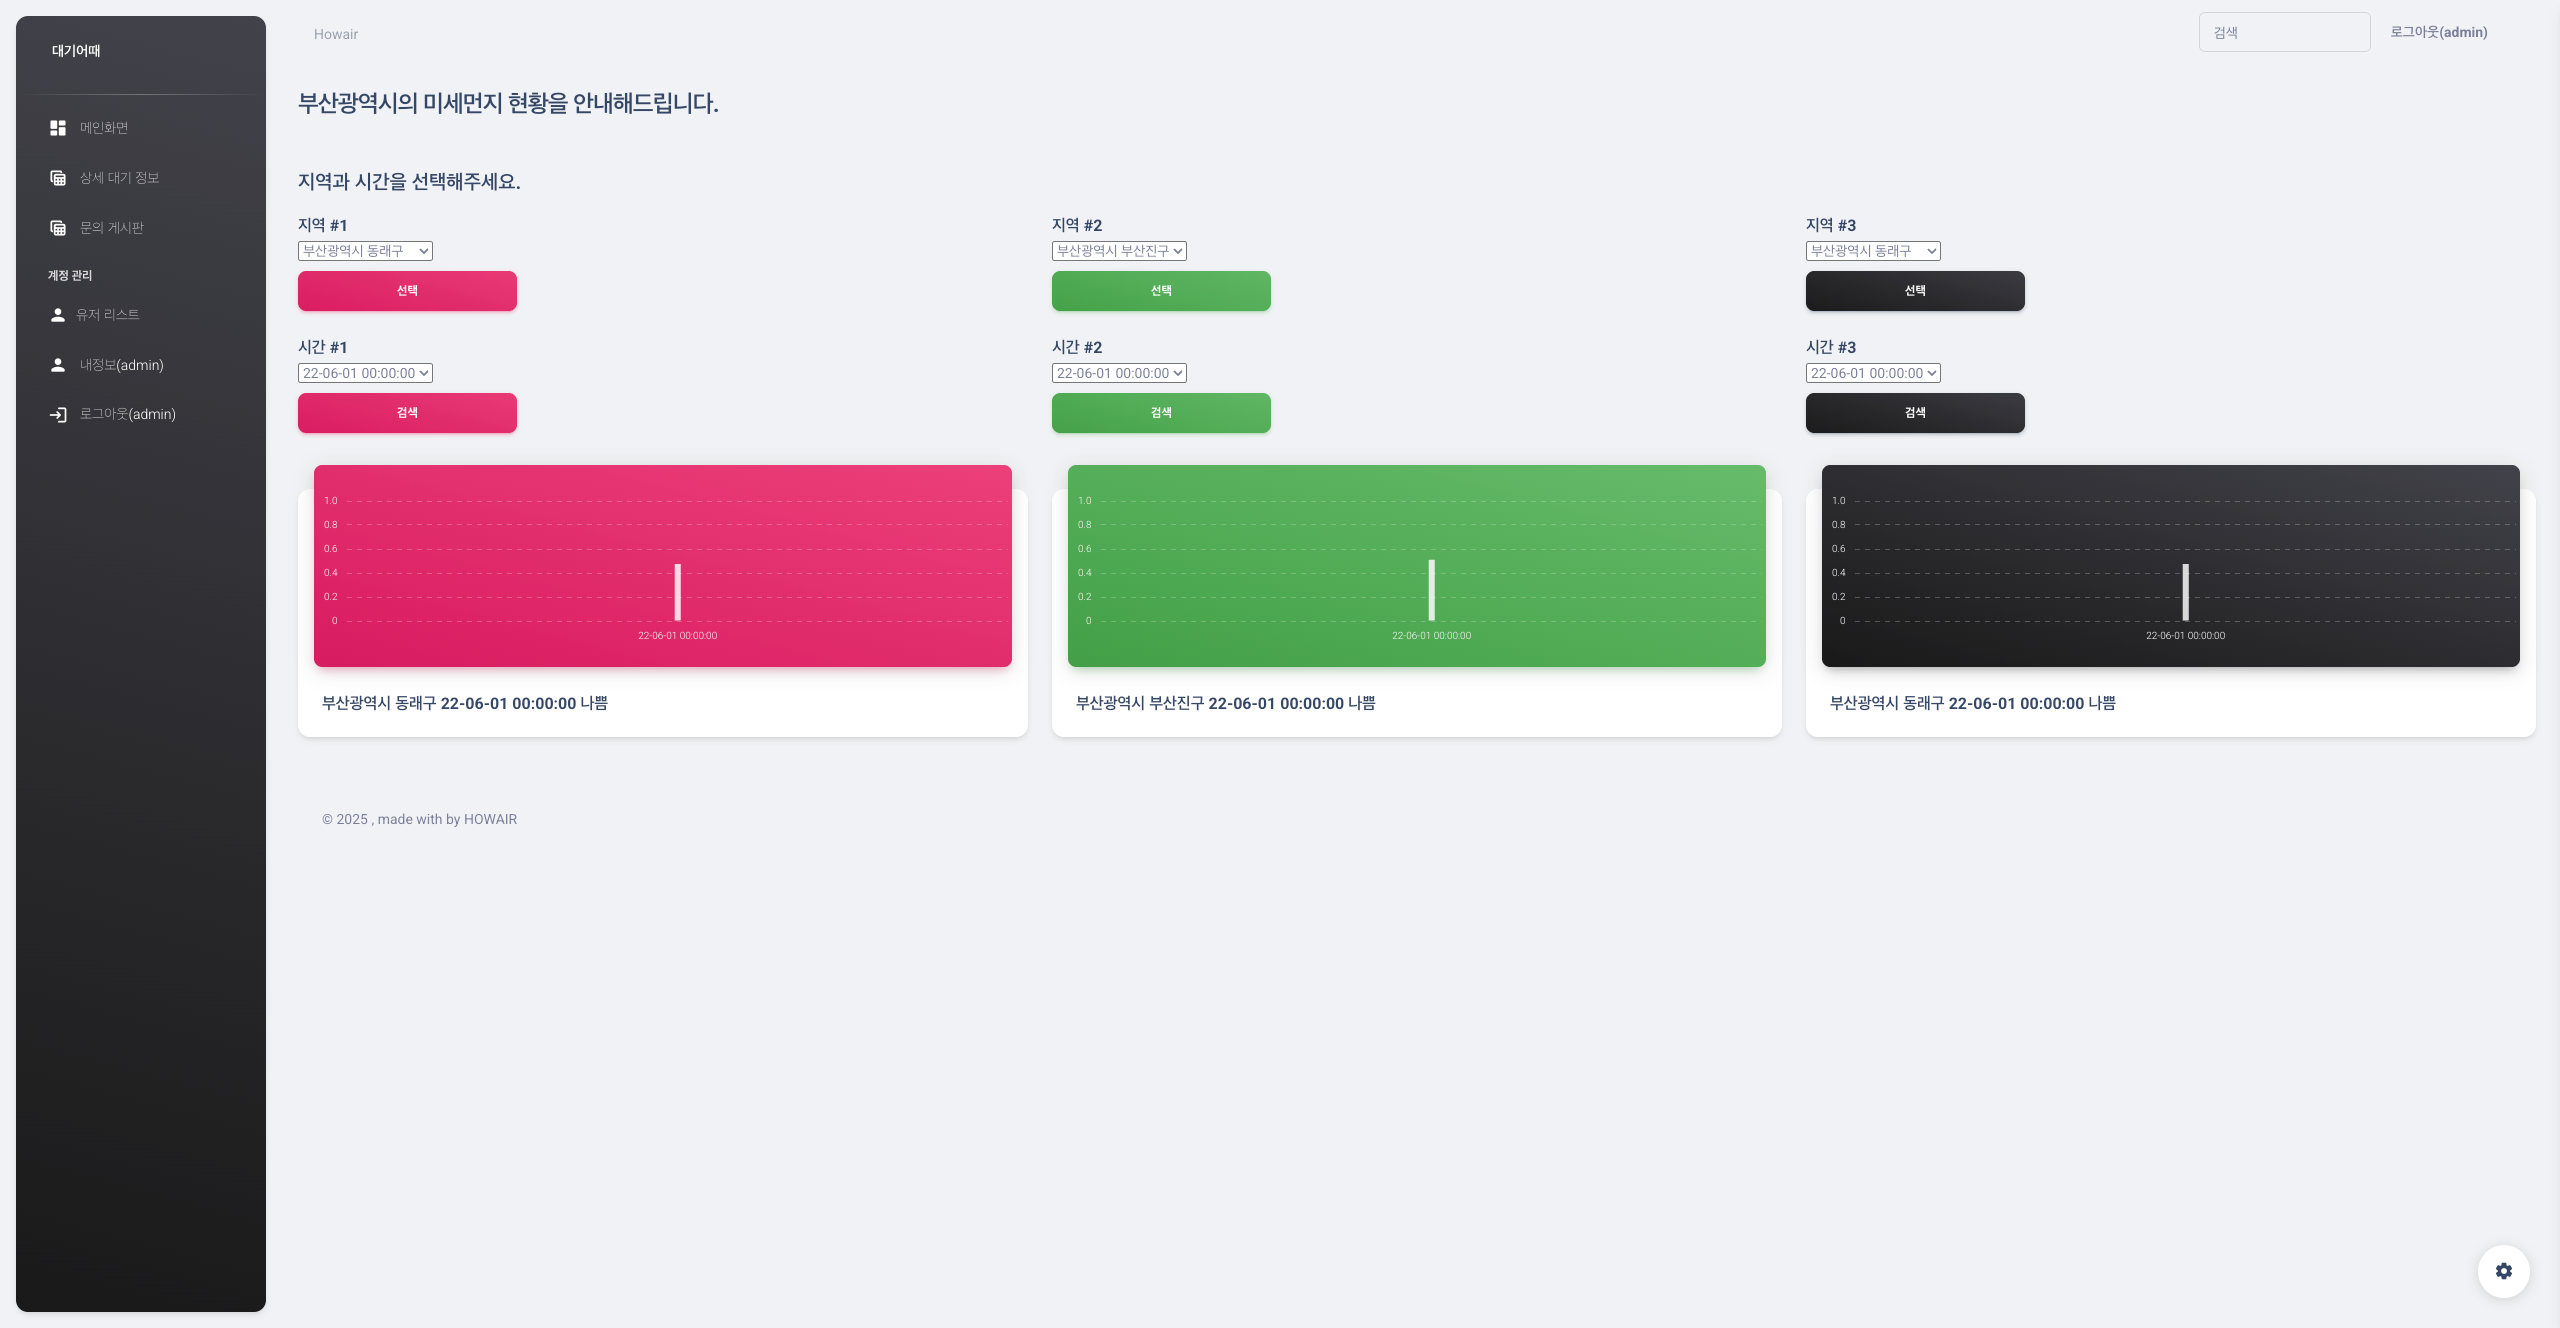 대기어때
메인화면
상세 대기 정보
문의 게시판
계정 관리
유저 리스트
내정보(admin)
로그아웃(admin)
Howair
검색
로그아웃(admin)
부산광역시의 미세먼지 현황을 안내해드립니다.
지역과 시간을 선택해주세요.
지역 #1
부산광역시 동래구
선택
시간 #1
22-06-01 00:00:00
검색
지역 #2
부산광역시 부산진구
선택
시간 #2
22-06-01 00:00:00
검색
지역 #3
부산광역시 동래구
선택
시간 #3
22-06-01 00:00:00
검색
1.0
0.8
0.6
0.4
0.2
0
22-06-01 00:00:00
부산광역시 동래구 22-06-01 00:00:00 나쁨
1.0
0.8
0.6
0.4
0.2
0
22-06-01 00:00:00
부산광역시 부산진구 22-06-01 00:00:00 나쁨
1.0
0.8
0.6
0.4
0.2
0
22-06-01 00:00:00
부산광역시 동래구 22-06-01 00:00:00 나쁨
© 2025 , made with by HOWAIR